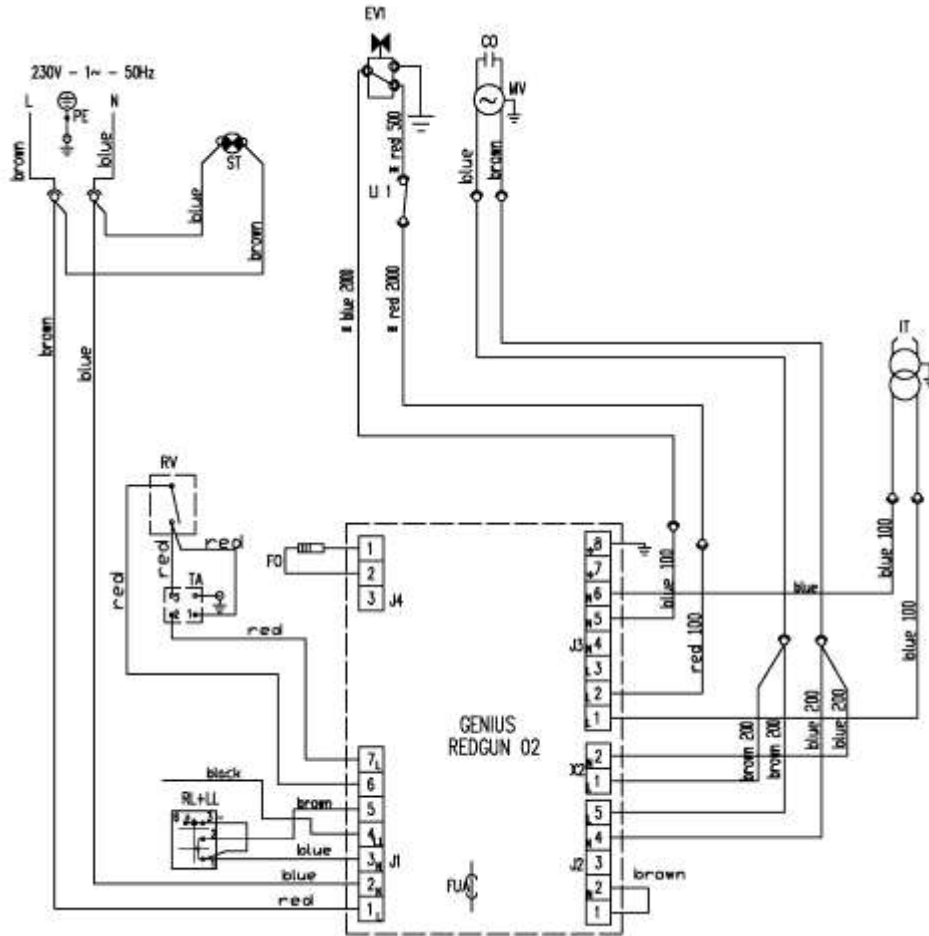 EV1
CO
230V - 1~ - 50Hz
L
PE
N
MV
brown
blue
ST
blue
brown
red 500
LI 1
blue
brown
blue 2000
red 2000
IT
brown
blue
RV
red
red
red
TA
red
FO
1
2
3
J4
8
7
6
5
4
3
2
1
J3
blue 100
red 100
blue
blue 100
blue 100
GENIUS
REDGUN 02
brown 200
brown 200
blue 200
blue 200
2
1
5
4
3
2
1
J2
brown
black
RL+LL
brown
blue
blue
red
7 L
6
5
4
3 N
2 N
1 L
J1
FUA